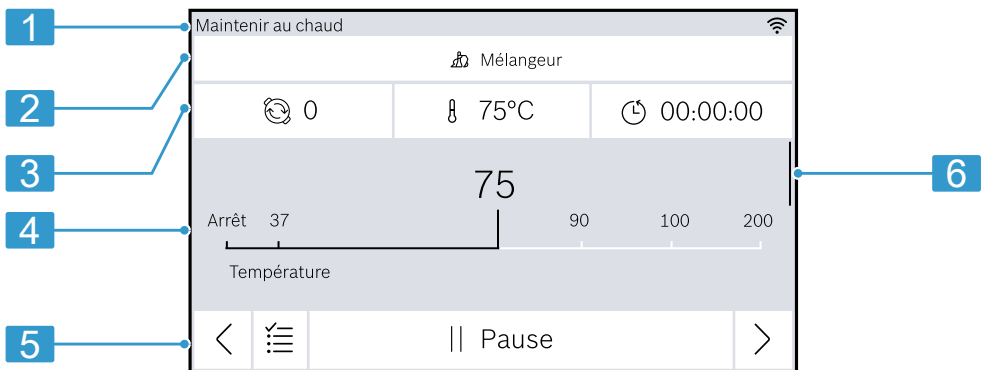 1 Maintenir au chaud
2 Mélangeur
3 0 75°C 00:00:00
75
4 Arrêt 37 90 100 200
Température
5 Pause
6